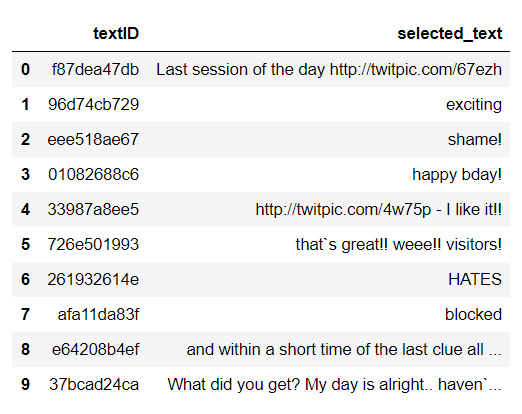 textID selected_text
0 f87dea47db Last session of the day http://twitpic.com/67ezh
1 96d74cb729 exciting
2 eee518ae67 shame!
3 01082688c6 happy bday!
4 33987a8ee5 http://twitpic.com/4w75p - I like it!!
5 726e501993 that`s great!! weee!! visitors!
6 261932614e HATES
7 afa11da83f blocked
8 e64208b4ef and within a short time of the last clue all ...
9 37bcad24ca What did you get? My day is alright.. haven`...